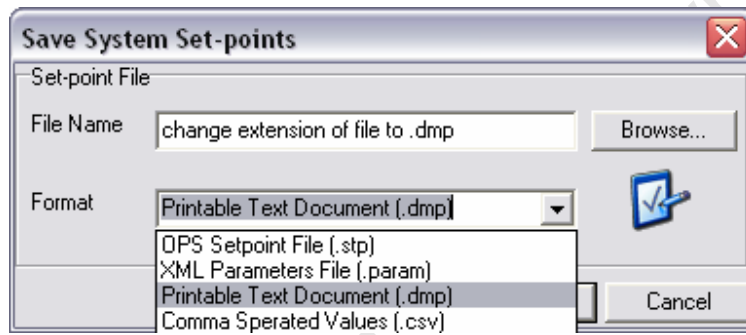 Save System Set-points
Set-point File
File Name
change extension of file to .dmp
Browse...
Format
Printable Text Document (.dmp)
OPS Setpoint File (.stp)
XML Parameters File (.param)
Printable Text Document (.dmp)
Comma Sperated Values (.csv)
Cancel